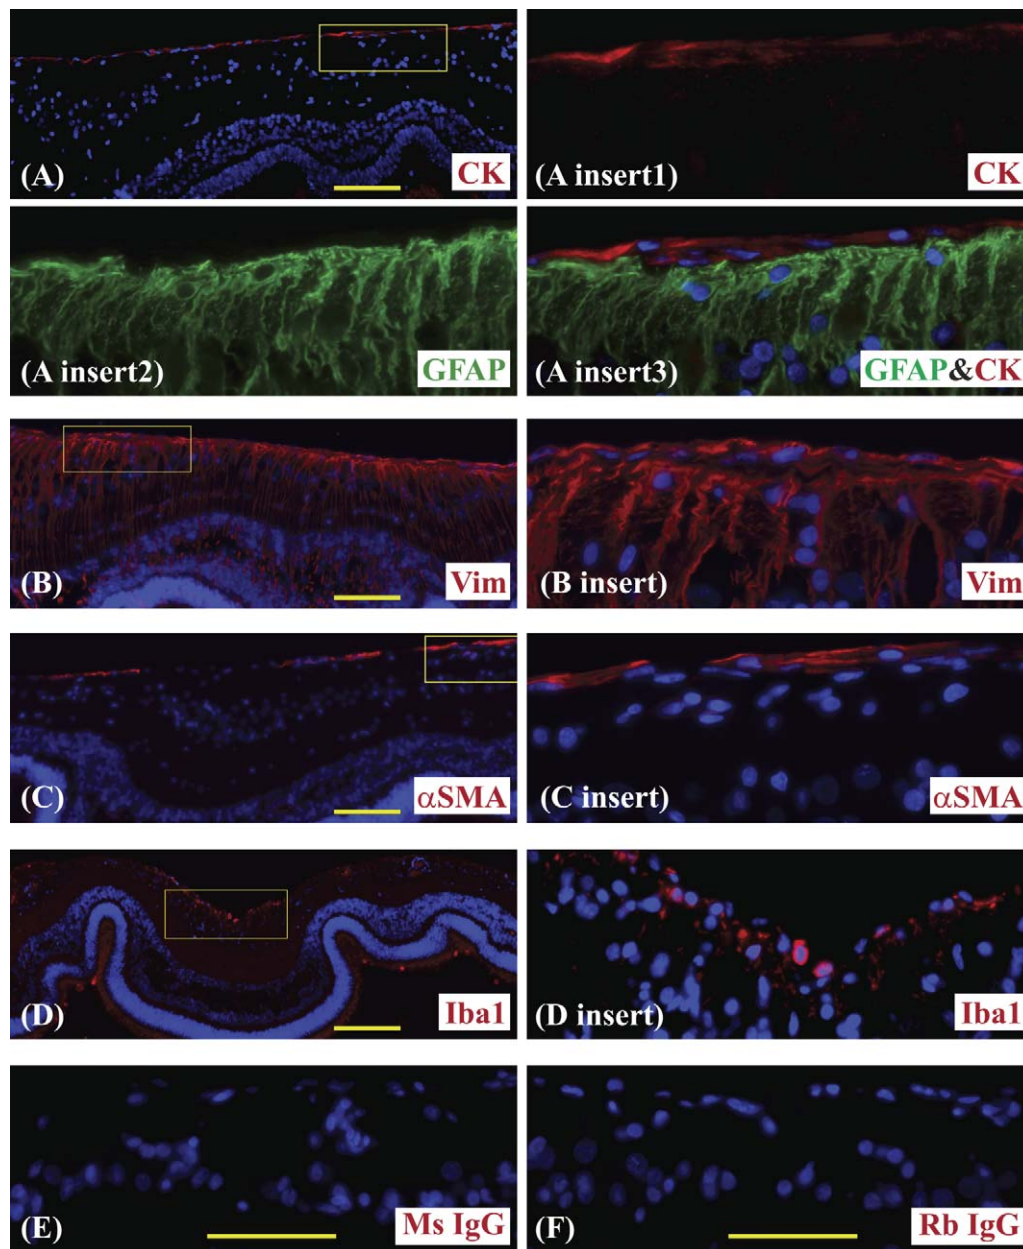 (A) CK
(A insert1) CK
(A insert2) GFAP
(A insert3) GFAP&CK
(B) Vim
(B insert) Vim
(C) αSMA
(C insert) αSMA
(D) Iba1
(D insert) Iba1
(E) Ms IgG
(F) Rb IgG